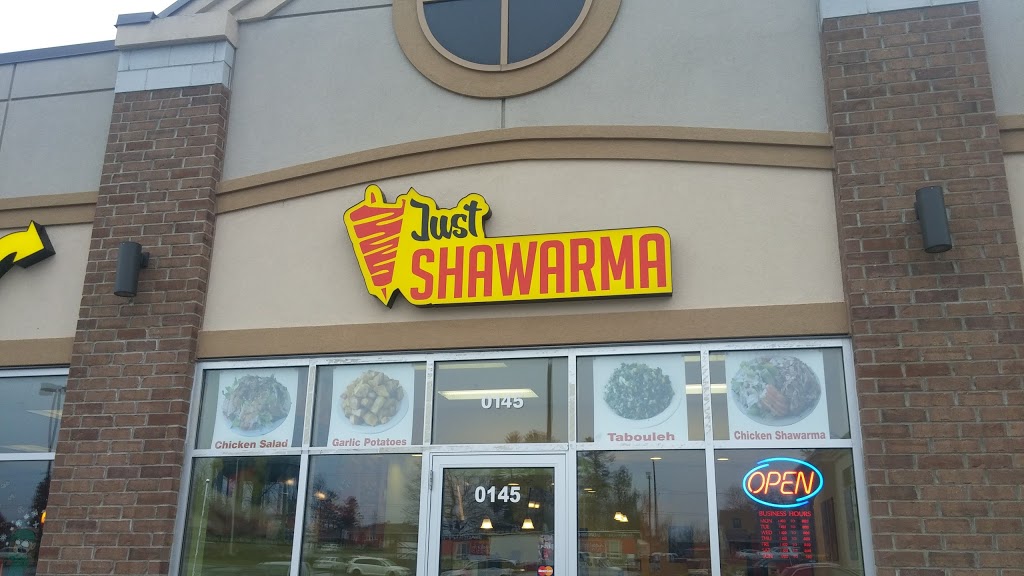 Just
SHAWARMA
0145
Chicken Salad
Garlic Potatoes
Tabouleh
Chicken Shawarma
0145
OPEN
BUSINESS HOURS